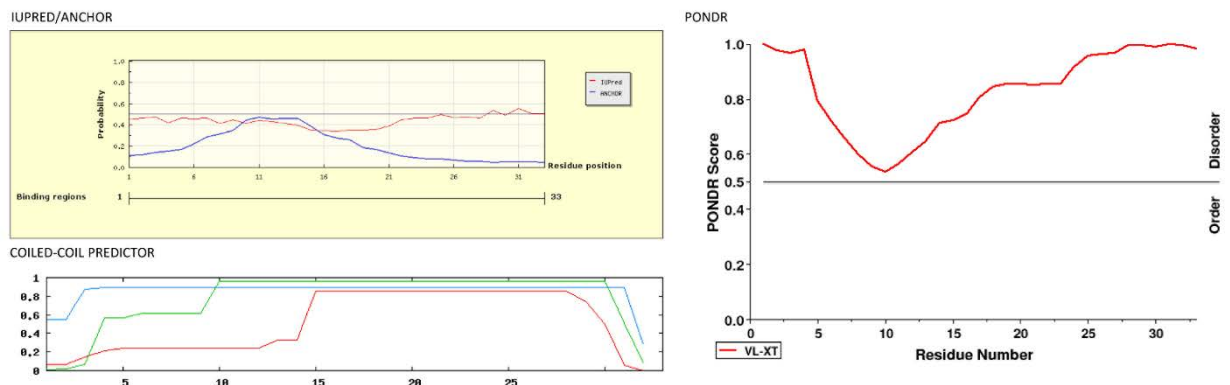 IUPRED/ANCHOR
1.0
0.8
0.6
0.4
0.2
0.0
Probability
1 6 11 16 21 26 31
Residue position
IUPred
ANCHOR
Binding regions 1 33
COILED-COIL PREDICTOR
1
0.8
0.6
0.4
0.2
0
5 10 15 20 25
PONDR
1.0
0.8
0.6
0.5
0.4
0.2
0.0
PONDR Score
Disorder
Order
0 5 10 15 20 25 30
VL-XT
Residue Number